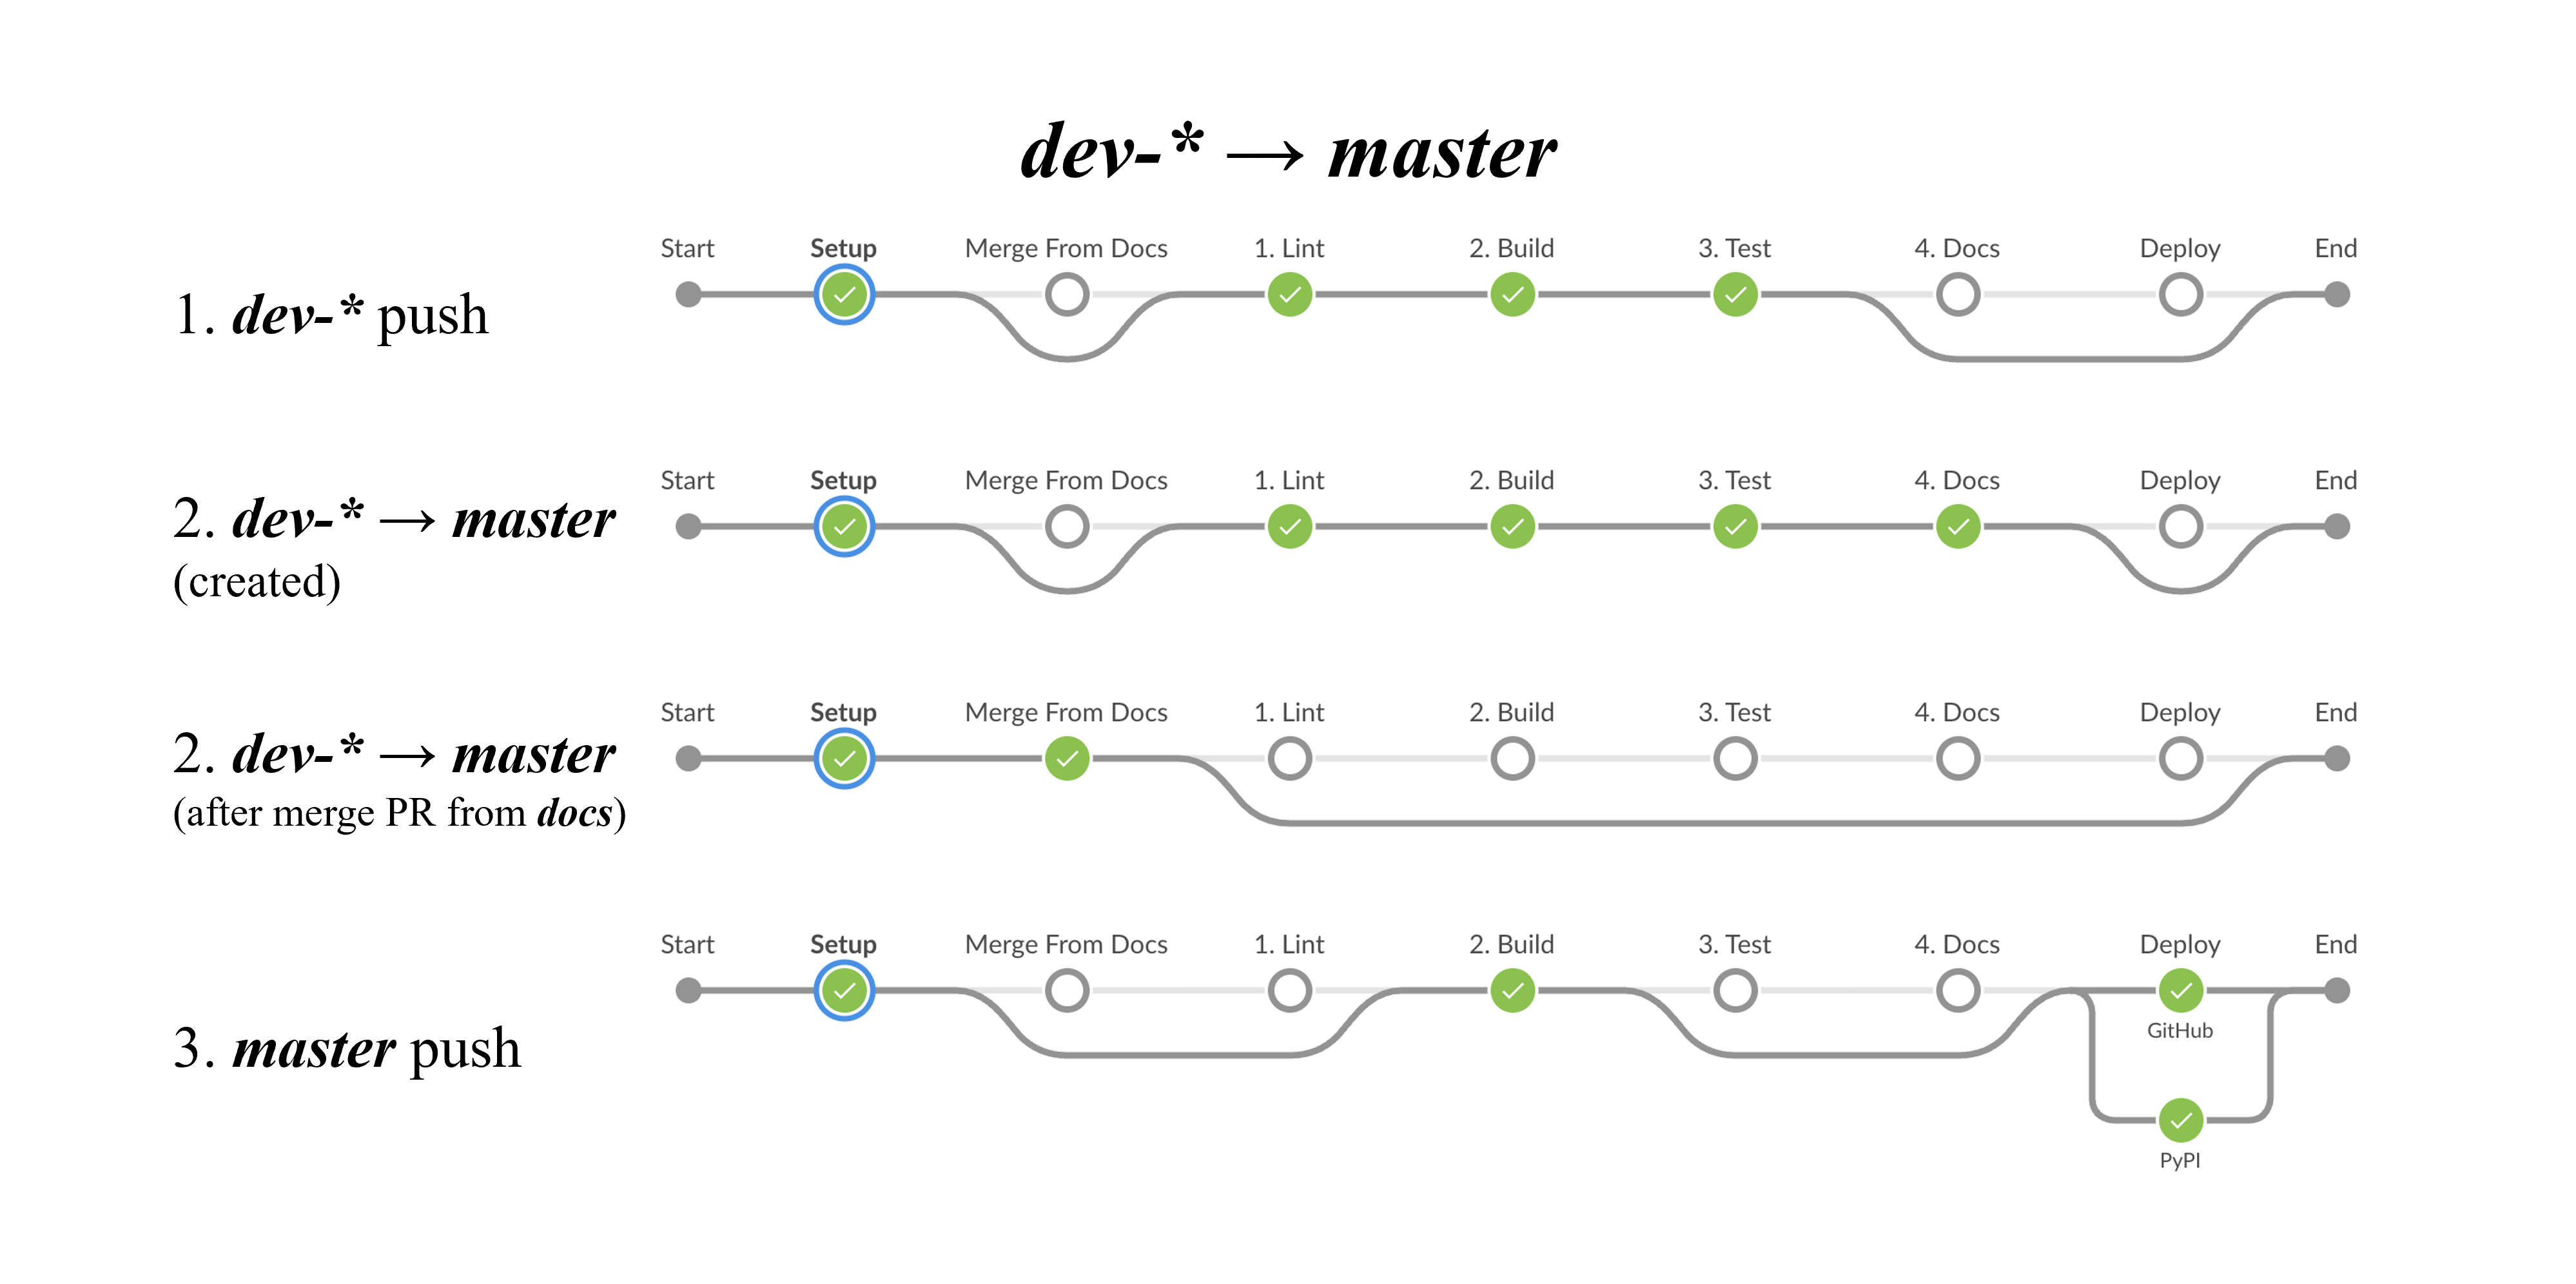 dev-* → master
Start Setup Merge From Docs 1. Lint 2. Build 3. Test 4. Docs Deploy End
1. dev-* push
Start Setup Merge From Docs 1. Lint 2. Build 3. Test 4. Docs Deploy End
2. dev-* → master
(created)
Start Setup Merge From Docs 1. Lint 2. Build 3. Test 4. Docs Deploy End
2. dev-* → master
(after merge PR from docs)
Start Setup Merge From Docs 1. Lint 2. Build 3. Test 4. Docs Deploy End
GitHub
3. master push
PyPI